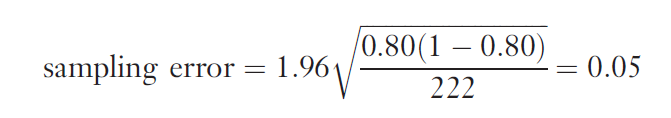 sampling error = 1.96√(0.80(1 – 0.80)/222) = 0.05